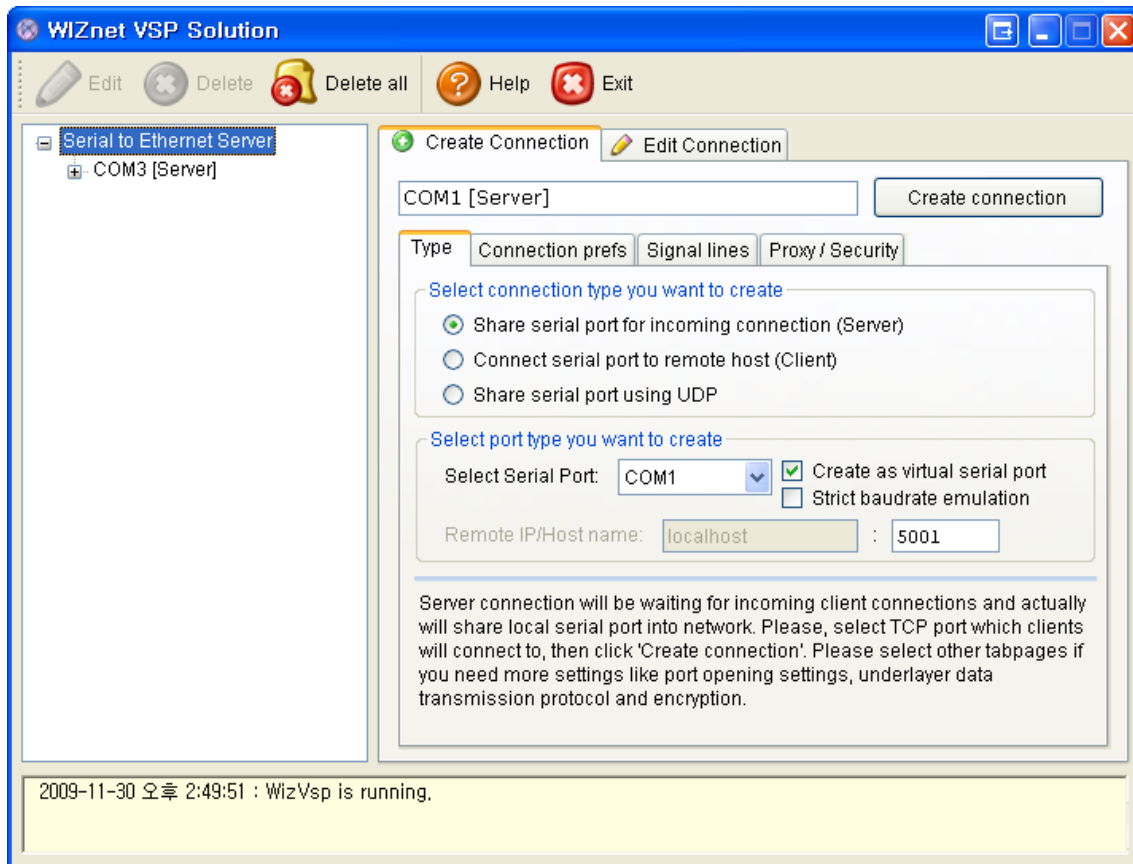 WIZnet VSP Solution
Edit Delete Delete all Help Exit
Serial to Ethernet Server
COM3 [Server]
Create Connection Edit Connection
COM1 [Server] Create connection
Type Connection prefs Signal lines Proxy / Security
Select connection type you want to create
Share serial port for incoming connection (Server)
Connect serial port to remote host (Client)
Share serial port using UDP
Select port type you want to create
Select Serial Port: COM1 Create as virtual serial port
Strict baudrate emulation
Remote IP/Host name: localhost : 5001
Server connection will be waiting for incoming client connections and actually
will share local serial port into network. Please, select TCP port which clients
will connect to, then click 'Create connection'. Please select other tabpages if
you need more settings like port opening settings, underlayer data
transmission protocol and encryption.
2009-11-30 오후 2:49:51 : WizVsp is running.